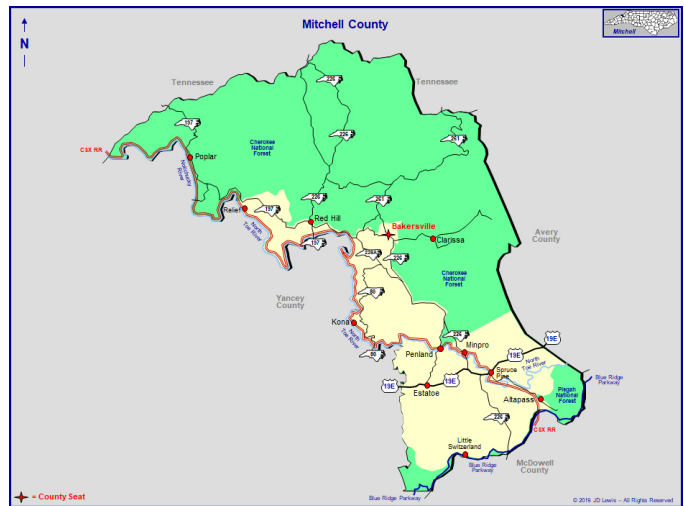 Mitchell County
N
Mitchell
Tennessee
226
Tennessee
197
226
261
Cherokee
National
Forest
CSX RR
Poplar
Nolichucky
River
226
261
Relief
197
Red Hill
Bakersville
North
Toe River
197
226A
Clarissa
Avery
County
226
Cherokee
National
Forest
80
Yancey
County
Kona
North
Toe River
226
80
Penland
Minpro
19E
19E
North
Toe River
Spruce
Pine
19E
19E
Estatoe
Pisgah
National
Forest
Blue Ridge
Parkway
Altapass
226
CSX RR
Little
Switzerland
Blue Ridge
Parkway
McDowell
County
= County Seat
Blue Ridge Parkway
© 2019 JD Lewis - All Rights Reserved